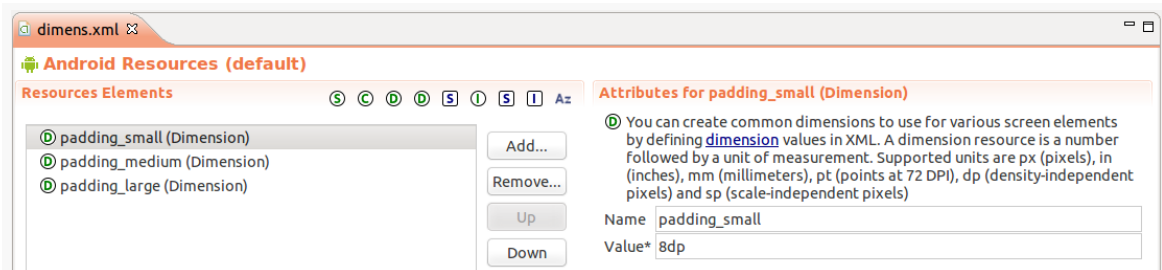 dimens.xml
Android Resources (default)
Resources Elements
S C D D S I S I Az
padding_small (Dimension)
padding_medium (Dimension)
padding_large (Dimension)
Add...
Remove...
Up
Down
Attributes for padding_small (Dimension)
You can create common dimensions to use for various screen elements
by defining dimension values in XML. A dimension resource is a number
followed by a unit of measurement. Supported units are px (pixels), in
(inches), mm (millimeters), pt (points at 72 DPI), dp (density-independent
pixels) and sp (scale-independent pixels)
Name padding_small
Value* 8dp